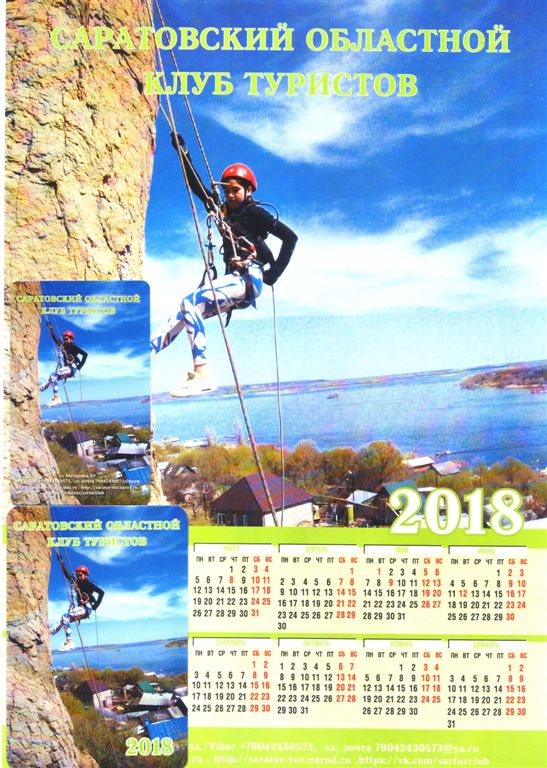 САРАТОВСКИЙ ОБЛАСТНОЙ
КЛУБ ТУРИСТОВ
САРАТОВСКИЙ ОБЛАСТНОЙ
КЛУБ ТУРИСТОВ
эл. почта 79042430573@ya.ru
http://saratov-tur.narod.ru
vk.com/sarturclub
2018
САРАТОВСКИЙ ОБЛАСТНОЙ
КЛУБ ТУРИСТОВ
2018
МАРТ
ПН ВТ СР ЧТ ПТ СБ ВС
1 2 3 4
5 6 7 8 9 10 11
12 13 14 15 16 17 18
19 20 21 22 23 24 25
26 27 28 29 30 31
АПРЕЛЬ
ПН ВТ СР ЧТ ПТ СБ ВС
1
2 3 4 5 6 7 8
9 10 11 12 13 14 15
16 17 18 19 20 21 22
23 24 25 26 27 28 29
30
МАЙ
ПН ВТ СР ЧТ ПТ СБ ВС
1 2 3 4 5 6
7 8 9 10 11 12 13
14 15 16 17 18 19 20
21 22 23 24 25 26 27
28 29 30 31
ИЮНЬ
ПН ВТ СР ЧТ ПТ СБ ВС
1 2 3
4 5 6 7 8 9 10
11 12 13 14 15 16 17
18 19 20 21 22 23 24
25 26 27 28 29 30
СЕНТЯБРЬ
ПН ВТ СР ЧТ ПТ СБ ВС
1 2
3 4 5 6 7 8 9
10 11 12 13 14 15 16
17 18 19 20 21 22 23
24 25 26 27 28 29 30
ОКТЯБРЬ
ПН ВТ СР ЧТ ПТ СБ ВС
1 2 3 4 5 6 7
8 9 10 11 12 13 14
15 16 17 18 19 20 21
22 23 24 25 26 27 28
29 30 31
НОЯБРЬ
ПН ВТ СР ЧТ ПТ СБ ВС
1 2 3 4
5 6 7 8 9 10 11
12 13 14 15 16 17 18
19 20 21 22 23 24 25
26 27 28 29 30
ДЕКАБРЬ
ПН ВТ СР ЧТ ПТ СБ ВС
1 2
3 4 5 6 7 8 9
10 11 12 13 14 15 16
17 18 19 20 21 22 23
24 25 26 27 28 29 30
31
ел./Viber +79042430573, эл. почта 79042430573@ya.ru
.ru , http://saratov-tur.narod.ru ,https://vk.com/sarturclub